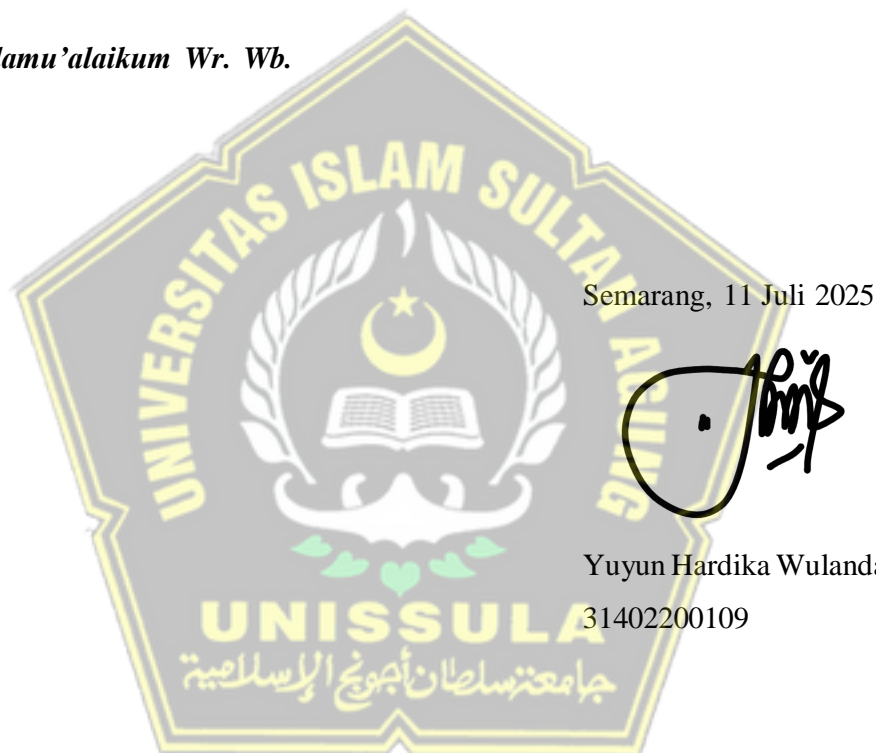 lamu’alaikum Wr. Wb.
UNIVERSITAS ISLAM SULTAN AGUNG
Semarang, 11 Juli 2025
Yuyun Hardika Wulanda
31402200109
UNISSULA
جامعة سلطان أجونج الإسلامية